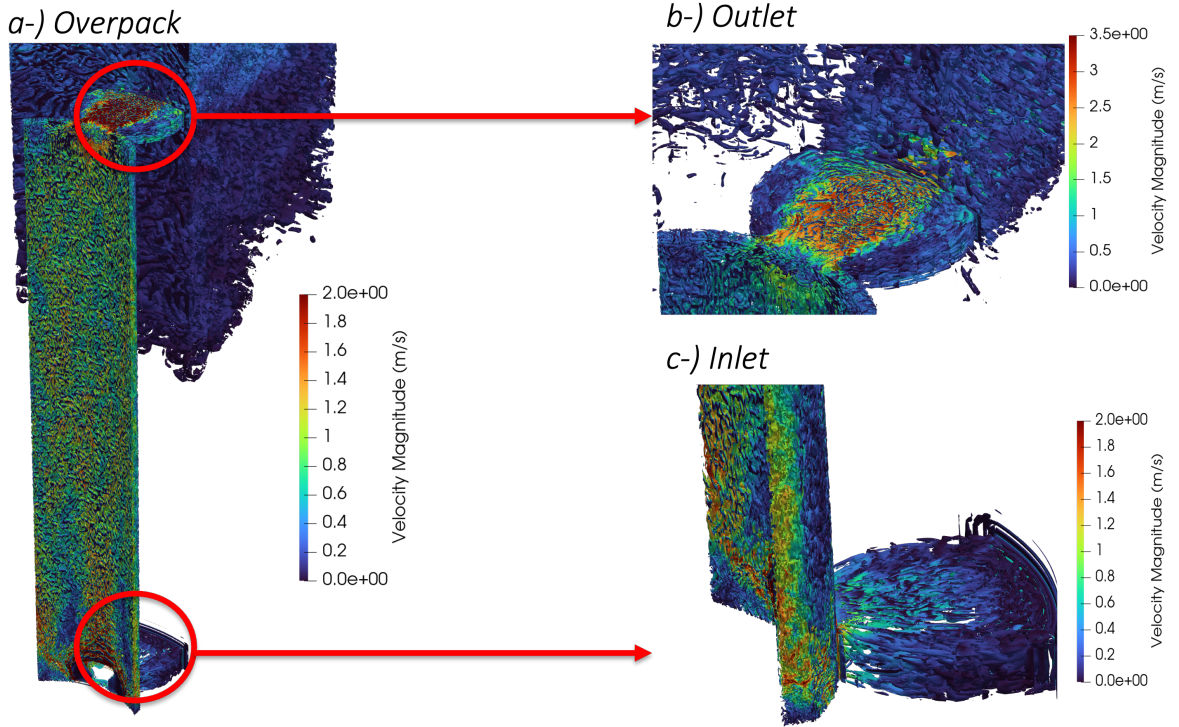 a-) Overpack
2.0e+00
1.8
1.6
1.4
1.2
1
0.8
0.6
0.4
0.2
0.0e+00
Velocity Magnitude (m/s)
b-) Outlet
3.5e+00
3
2.5
2
1.5
1
0.5
0.0e+00
Velocity Magnitude (m/s)
c-) Inlet
2.0e+00
1.8
1.6
1.4
1.2
1
0.8
0.6
0.4
0.2
0.0e+00
Velocity Magnitude (m/s)